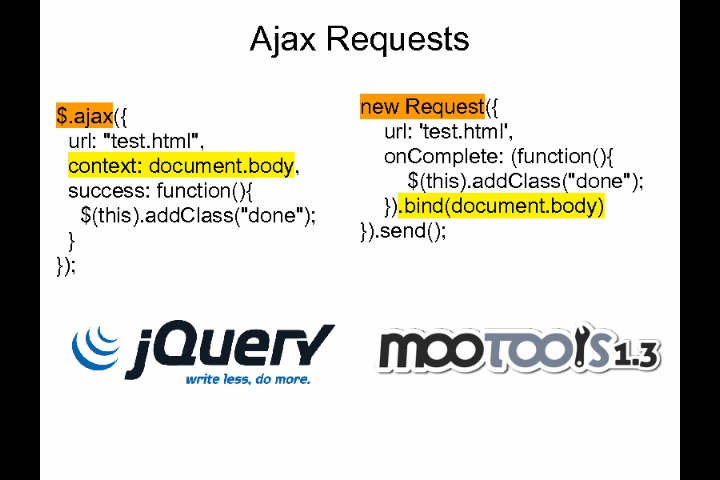 Ajax Requests
$.ajax({
url: "test.html",
context: document.body,
success: function(){
$(this).addClass("done");
}
});
new Request({
url: 'test.html',
onComplete: (function(){
$(this).addClass("done");
}).bind(document.body)
}).send();
jQuery
write less, do more.
mootools 1.3